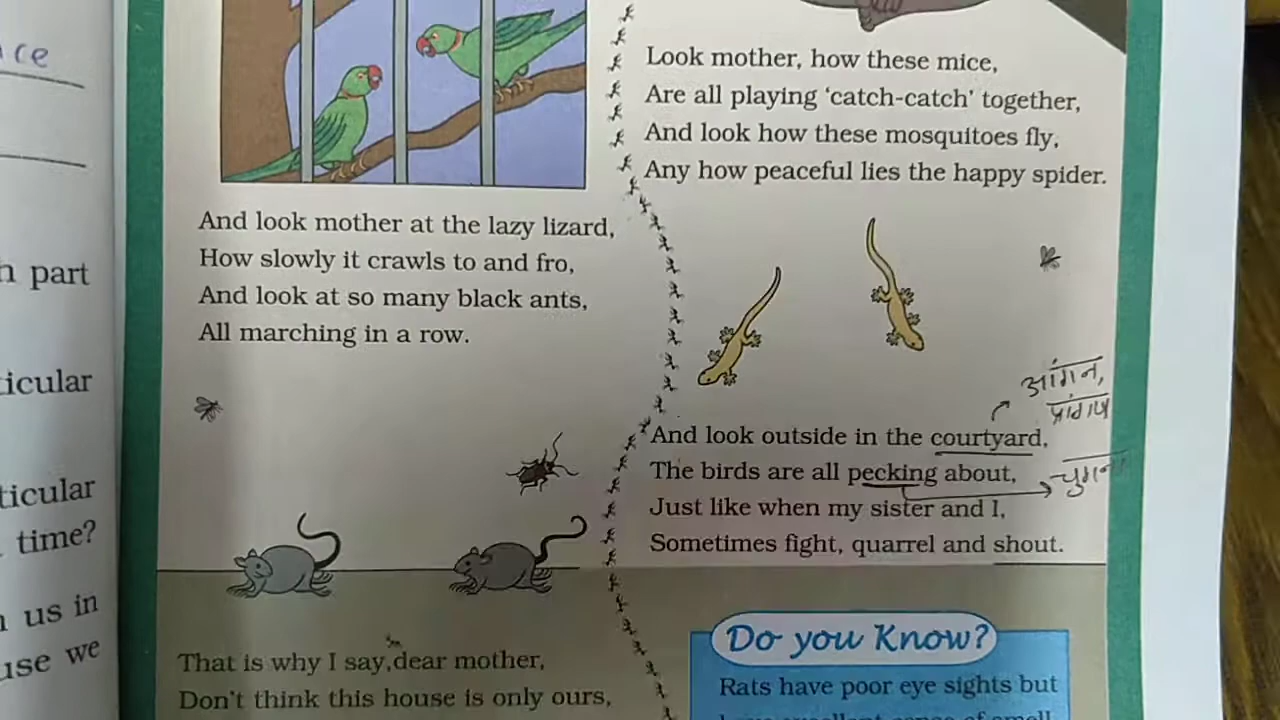 ce
part
icular
ticular
time?
us in
use we
And look mother at the lazy lizard,
How slowly it crawls to and fro,
And look at so many black ants,
All marching in a row.
That is why I say, dear mother,
Don't think this house is only ours,
Look mother, how these mice,
Are all playing 'catch-catch' together,
And look how these mosquitoes fly,
Any how peaceful lies the happy spider.
आंगन,
प्रांगण
And look outside in the courtyard,
The birds are all pecking about,
चुगना
Just like when my sister and I,
Sometimes fight, quarrel and shout.
Do you Know?
Rats have poor eye sights but